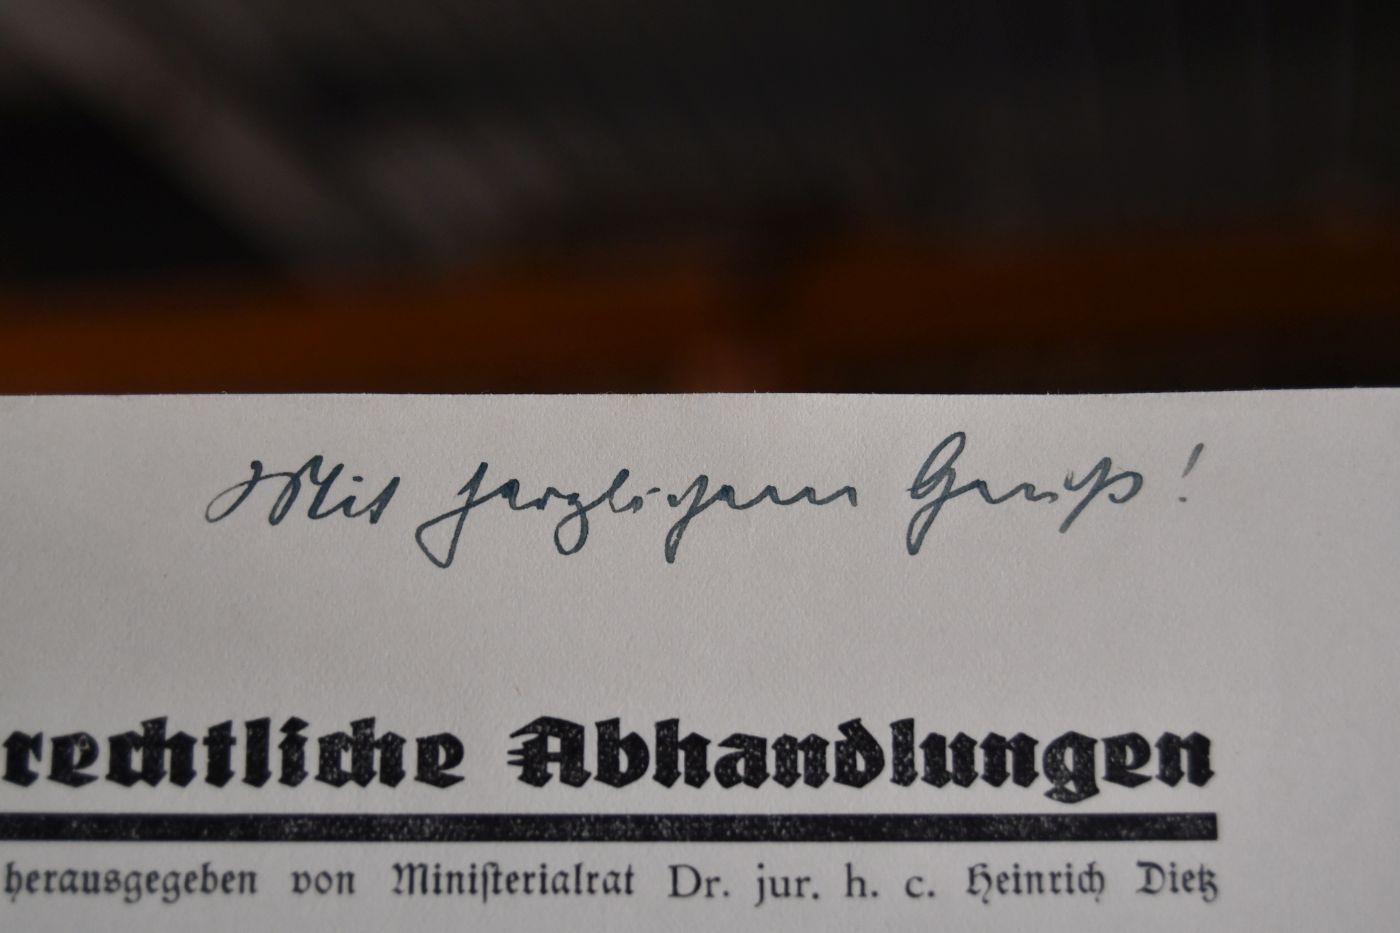 Mit herzlichem Gruß!
rechtliche Abhandlungen
herausgegeben von Ministerialrat Dr. jur. h. c. Heinrich Dietz